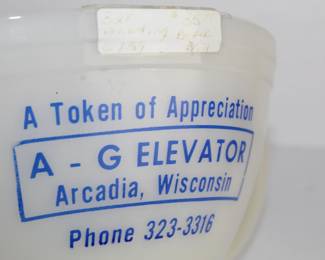 A Token of Appreciation
A - G ELEVATOR
Arcadia, Wisconsin
Phone 323-3316